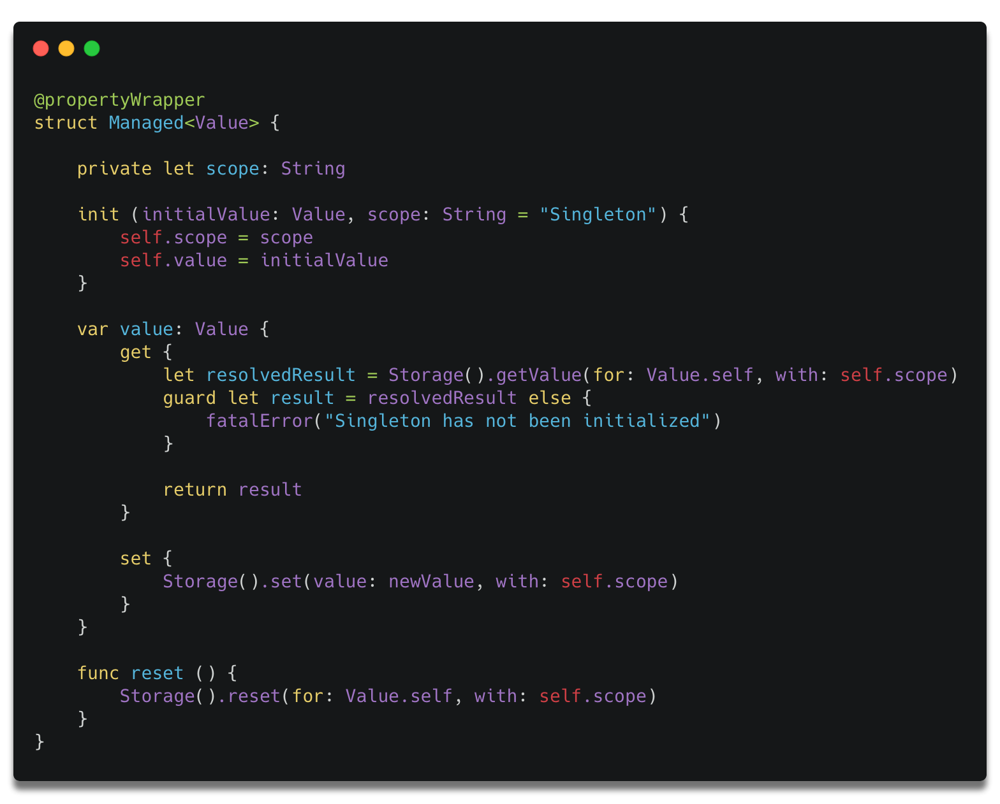 @propertyWrapper
struct Managed<Value> {
    private let scope: String
    init (initialValue: Value, scope: String = "Singleton") {
        self.scope = scope
        self.value = initialValue
    }
    var value: Value {
        get {
            let resolvedResult = Storage().getValue(for: Value.self, with: self.scope)
            guard let result = resolvedResult else {
                fatalError("Singleton has not been initialized")
            }
            return result
        }
        set {
            Storage().set(value: newValue, with: self.scope)
        }
    }
    func reset () {
        Storage().reset(for: Value.self, with: self.scope)
    }
}